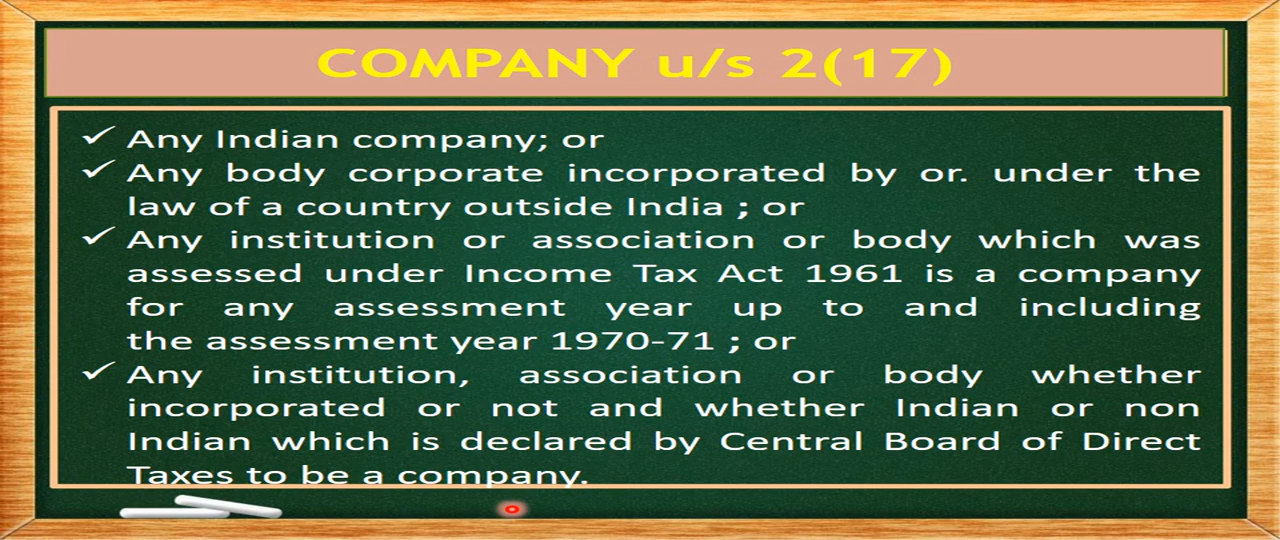 COMPANY u/s 2(17)
✓ Any Indian company; or
✓ Any body corporate incorporated by or. under the
law of a country outside India ; or
✓ Any institution or association or body which was
assessed under Income Tax Act 1961 is a company
for any assessment year up to and including
the assessment year 1970-71 ; or
✓ Any institution, association or body whether
incorporated or not and whether Indian or non
Indian which is declared by Central Board of Direct
Taxes to be a company.